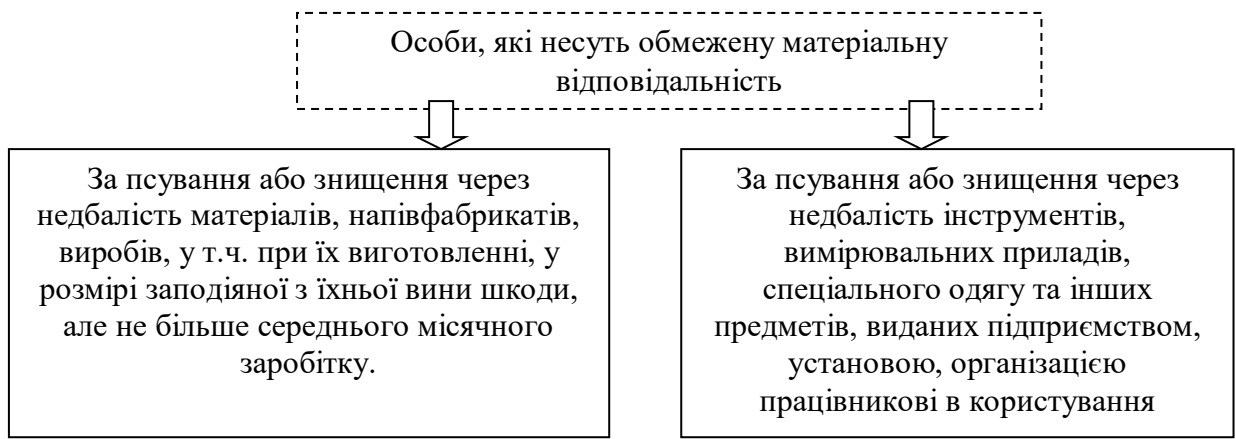 Особи, які несуть обмежену матеріальну
відповідальність
За псування або знищення через
недбалість матеріалів, напівфабрикатів,
виробів, у т.ч. при їх виготовленні, у
розмірі заподіяної з їхньої вини шкоди,
але не більше середнього місячного
заробітку.
За псування або знищення через
недбалість інструментів,
вимірювальних приладів,
спеціального одягу та інших
предметів, виданих підприємством,
установою, організацією
працівникові в користування